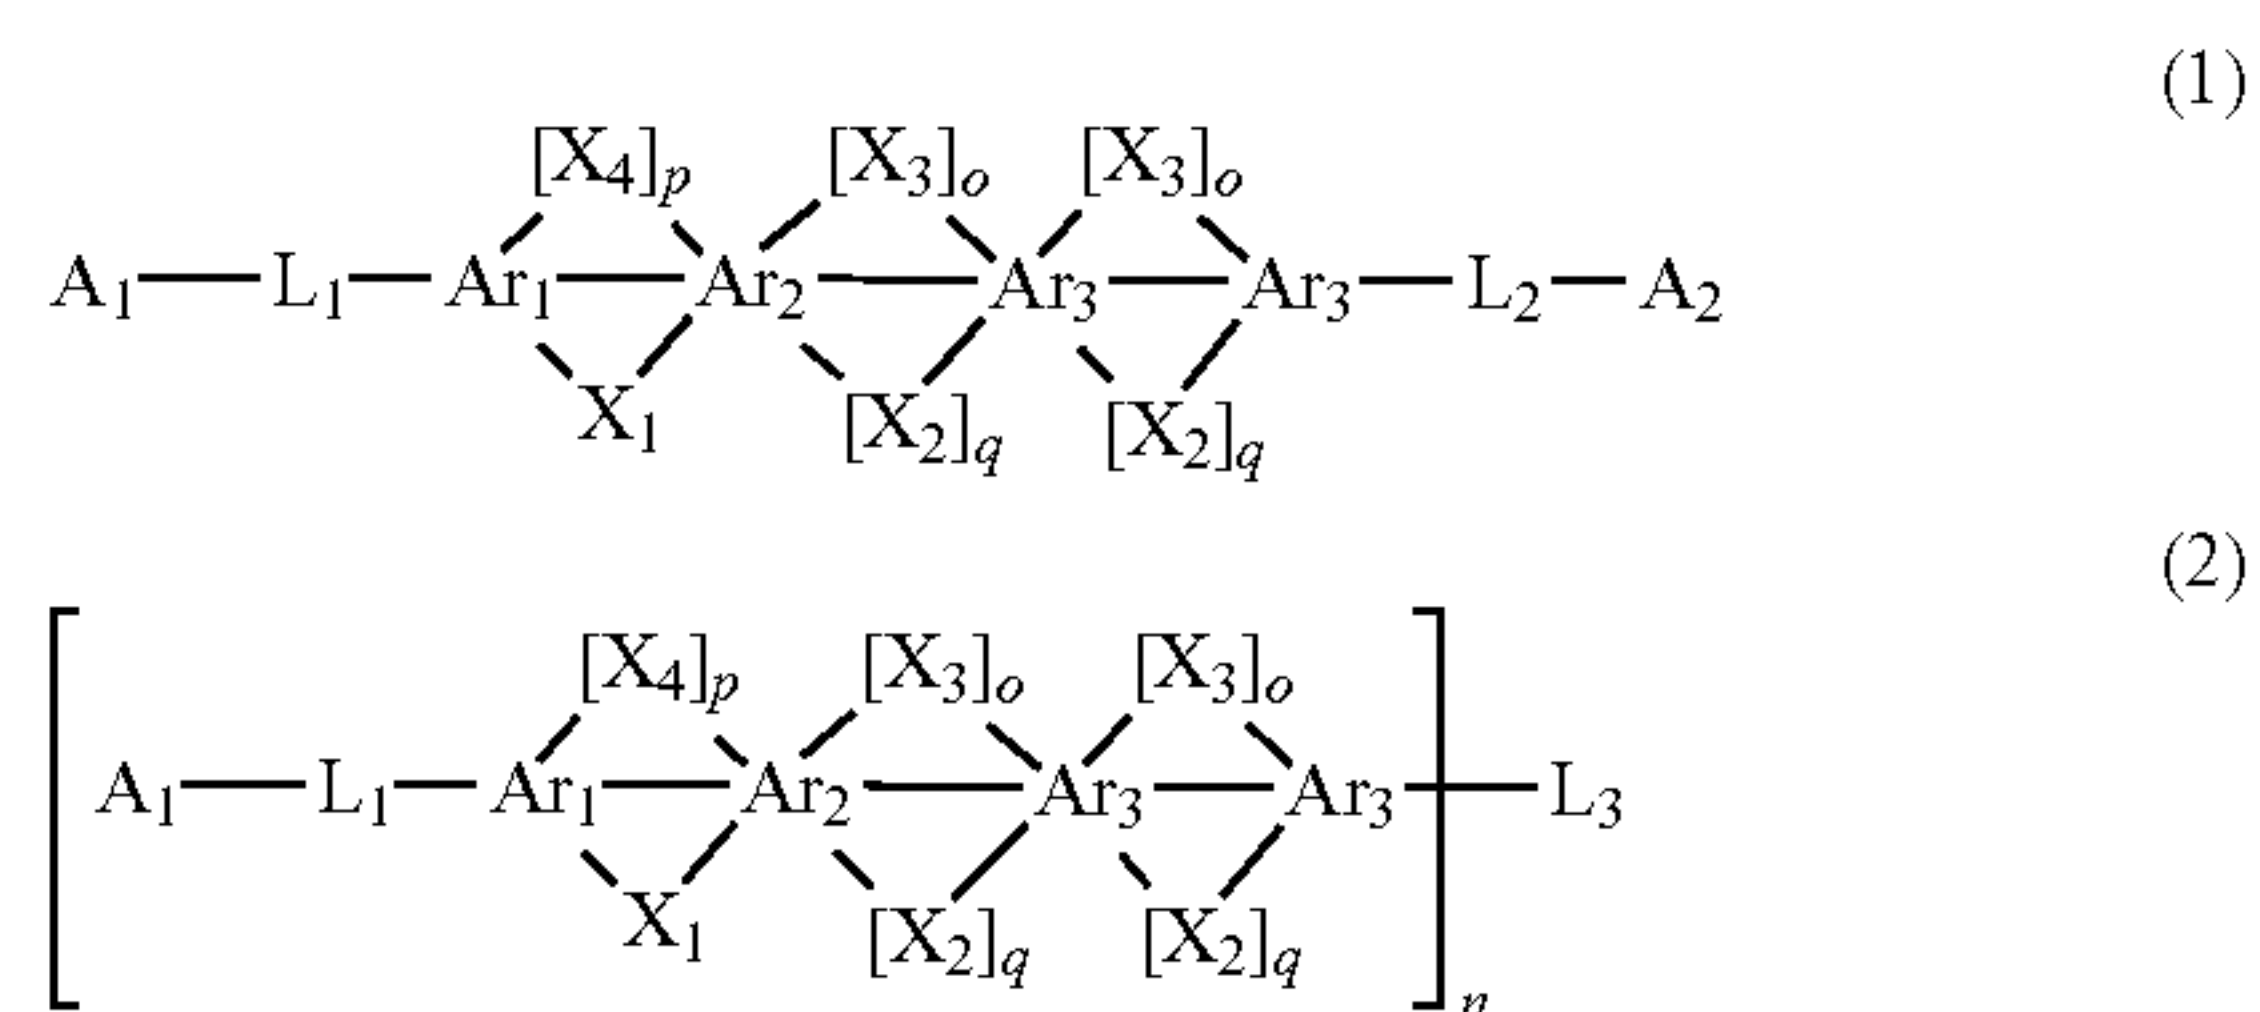 (1)
[X4]p [X3]o [X3]o
A1 L1 Ar1 Ar2 Ar3 Ar3 L2 A2
X1 [X2]q [X2]q
(2)
[X4]p [X3]o [X3]o
A1 L1 Ar1 Ar2 Ar3 Ar3 L3
X1 [X2]q [X2]q
n